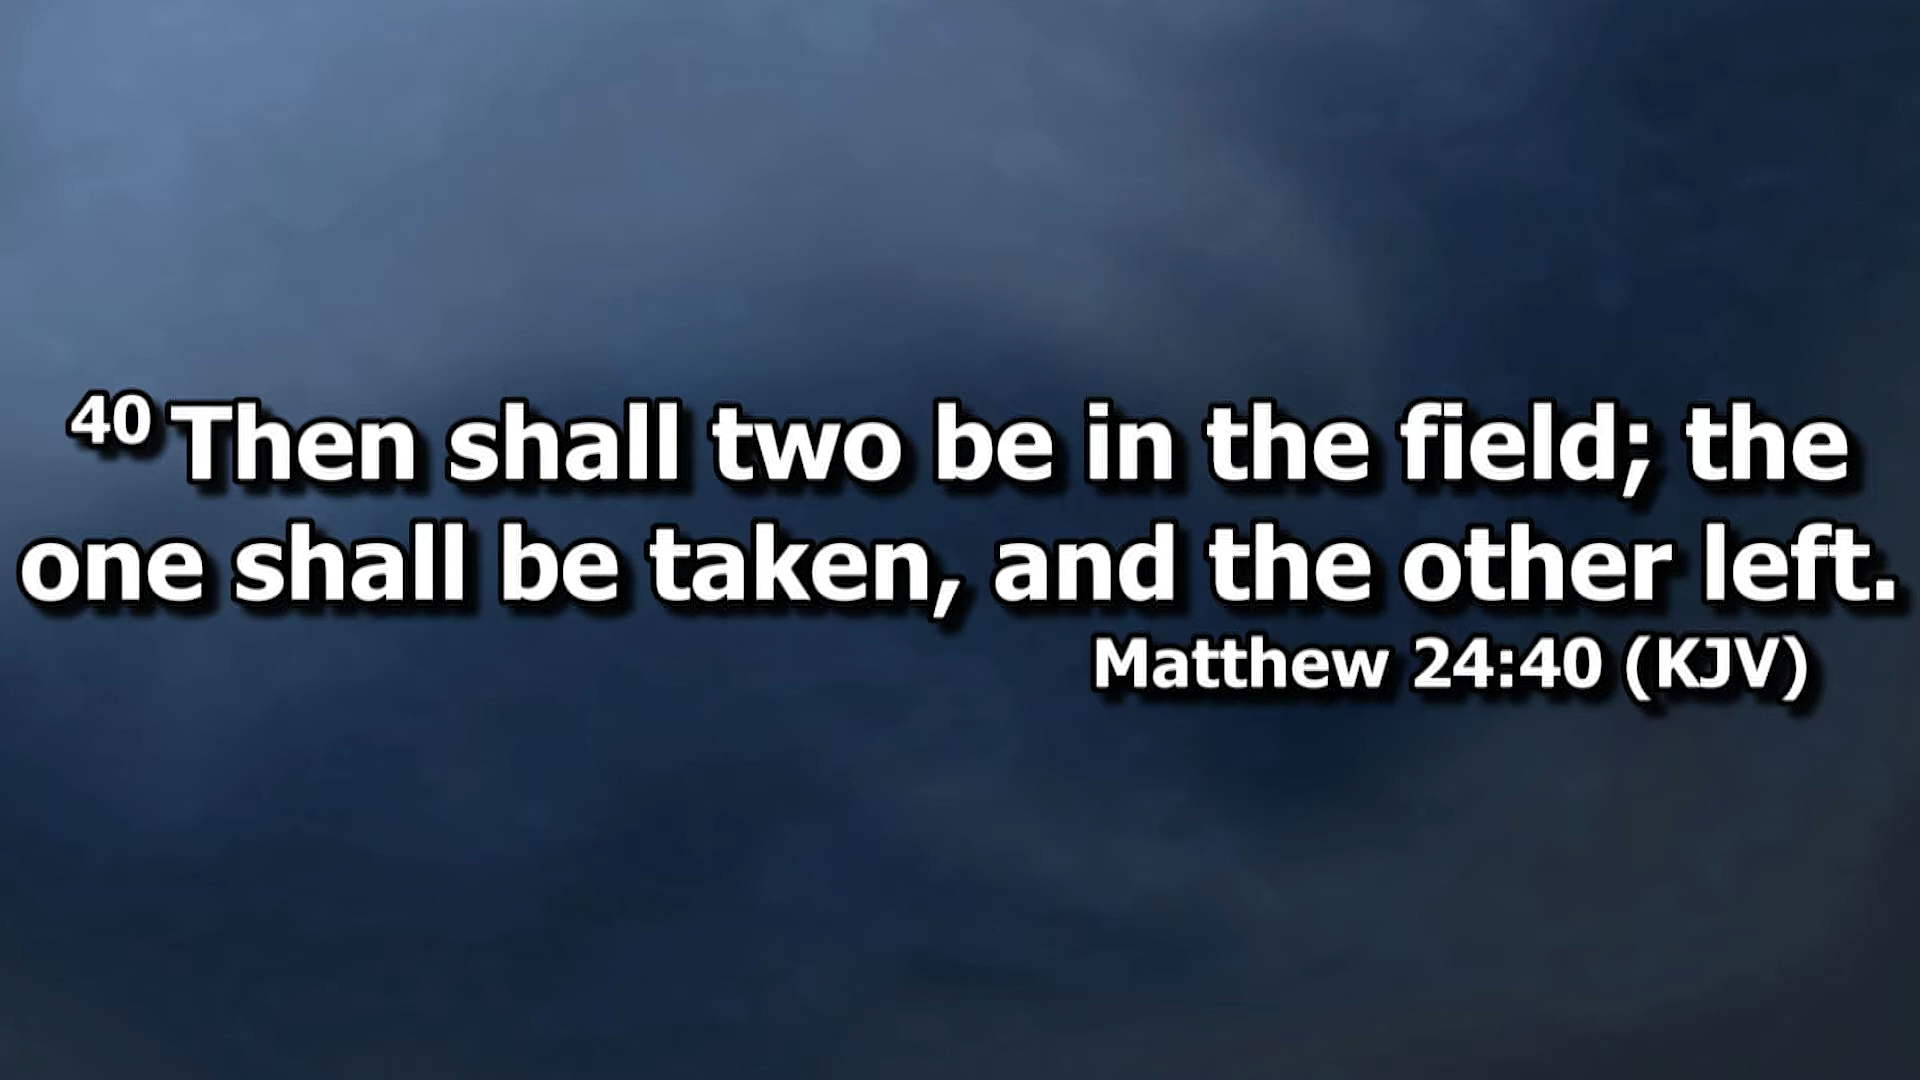 40 Then shall two be in the field; the
one shall be taken, and the other left.
Matthew 24:40 (KJV)